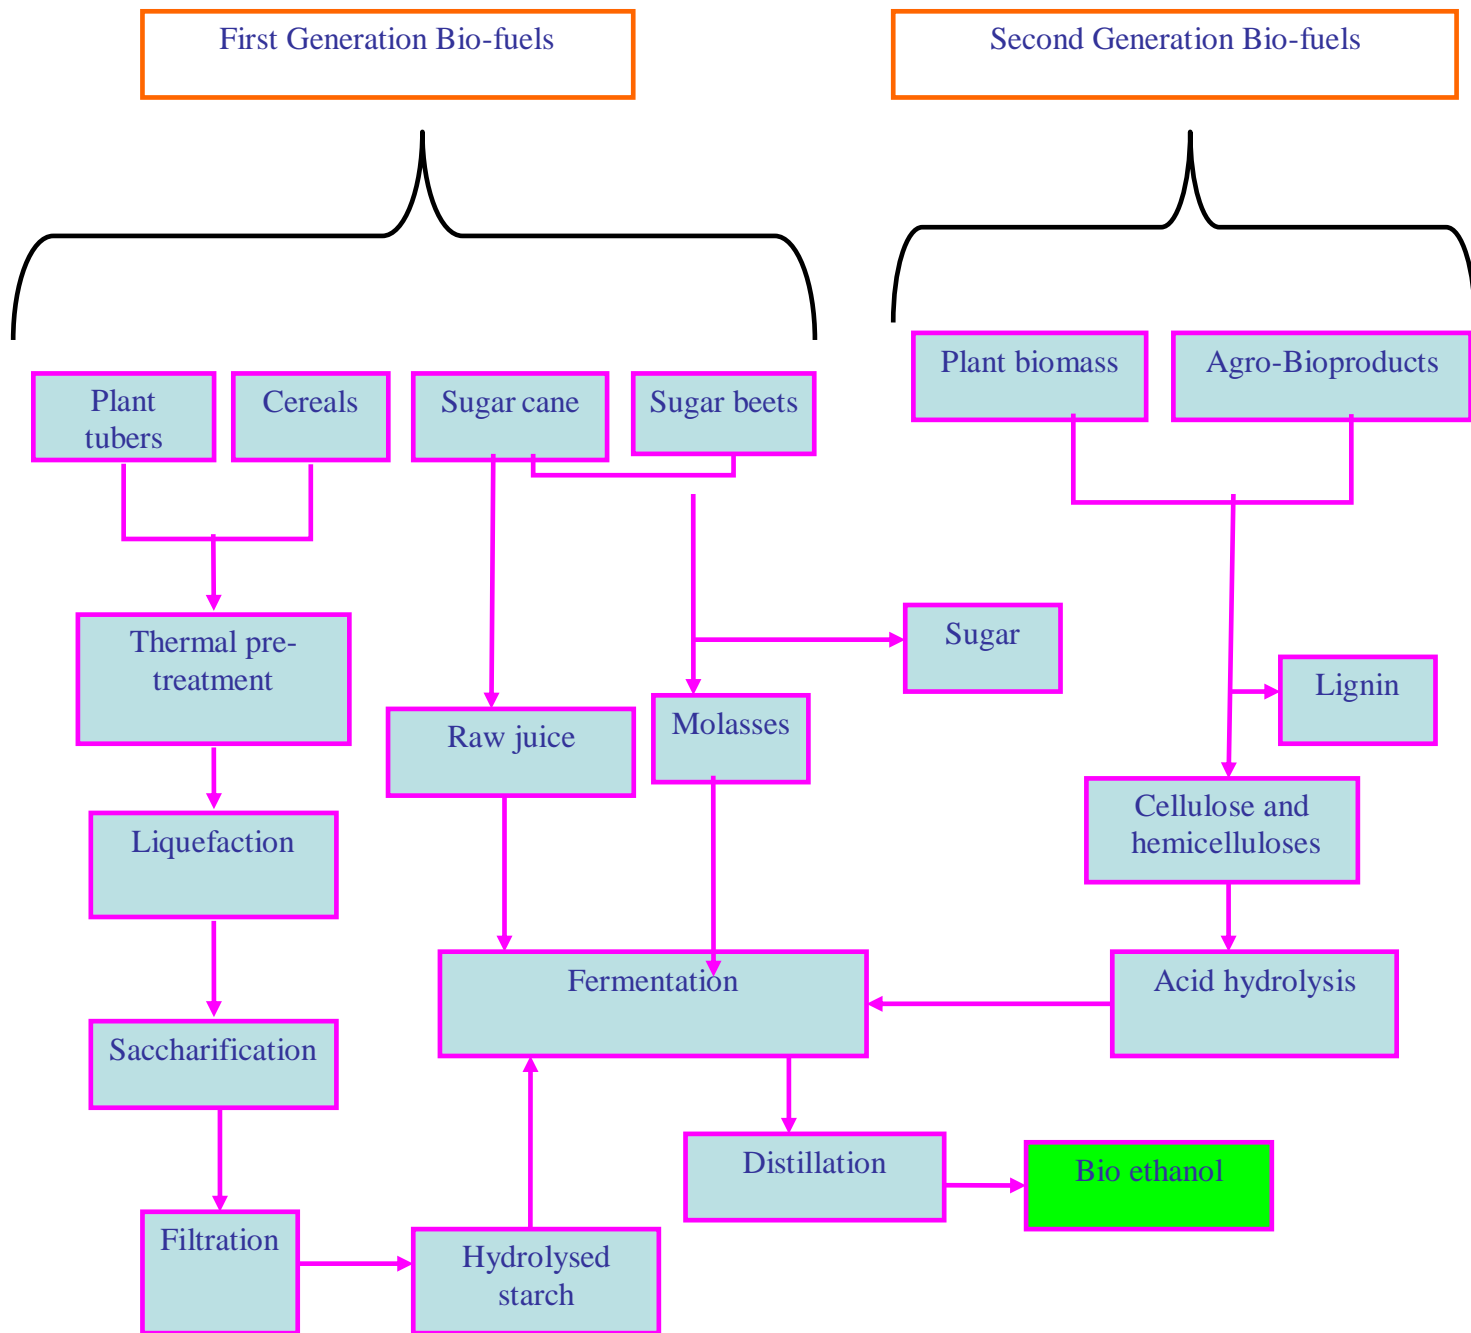 First Generation Bio-fuels
Second Generation Bio-fuels
Plant biomass
Agro-Bioproducts
Plant
tubers
Cereals
Sugar cane
Sugar beets
Thermal pre-
treatment
Sugar
Lignin
Raw juice
Molasses
Cellulose and
hemicelluloses
Liquefaction
Fermentation
Acid hydrolysis
Saccharification
Distillation
Bio ethanol
Filtration
Hydrolysed
starch